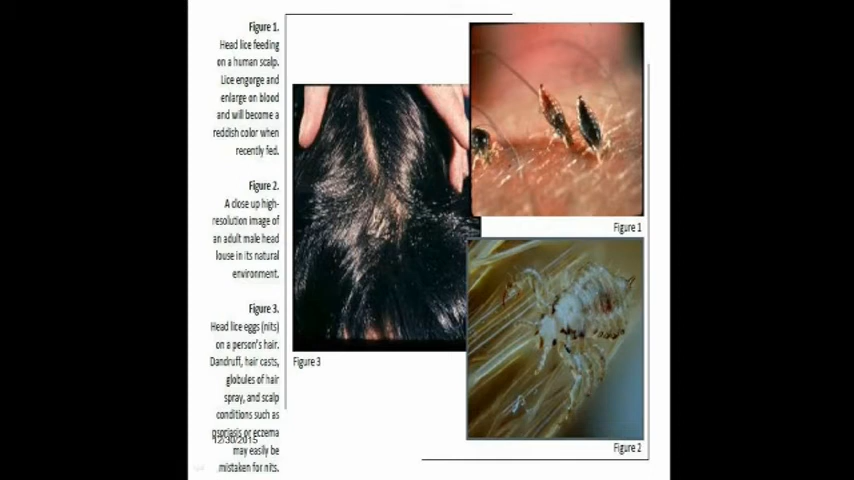 Figure 1.
Head lice feeding
on a human scalp.
Lice engorge and
enlarge on blood
and will become a
reddish color when
recently fed.
Figure 2.
A close up high-
resolution image of
an adult male head
louse in its natural
environment.
Figure 3.
Head lice eggs (nits)
on a person's hair.
Dandruff, hair casts,
globules of hair
spray, and scalp
conditions such as
psoriasis or eczema
12/30/2015
may easily be
mistaken for nits.
Figure 3
Figure 1
Figure 2